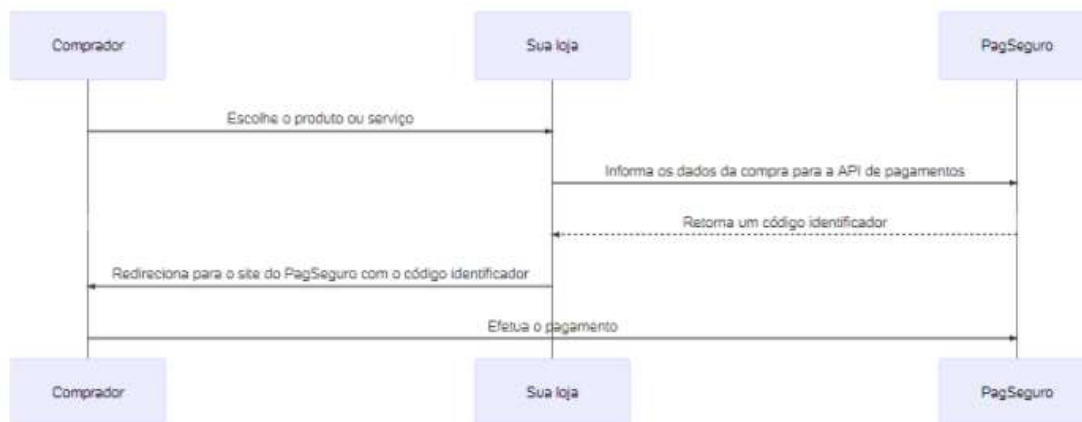 Comprador
Sua loja
PagSeguro
Escolhe o produto ou serviço
Informa os dados da compra para a API de pagamentos
Retorna um código identificador
Redireciona para o site do PagSeguro com o código identificador
Efetua o pagamento
Comprador
Sua loja
PagSeguro